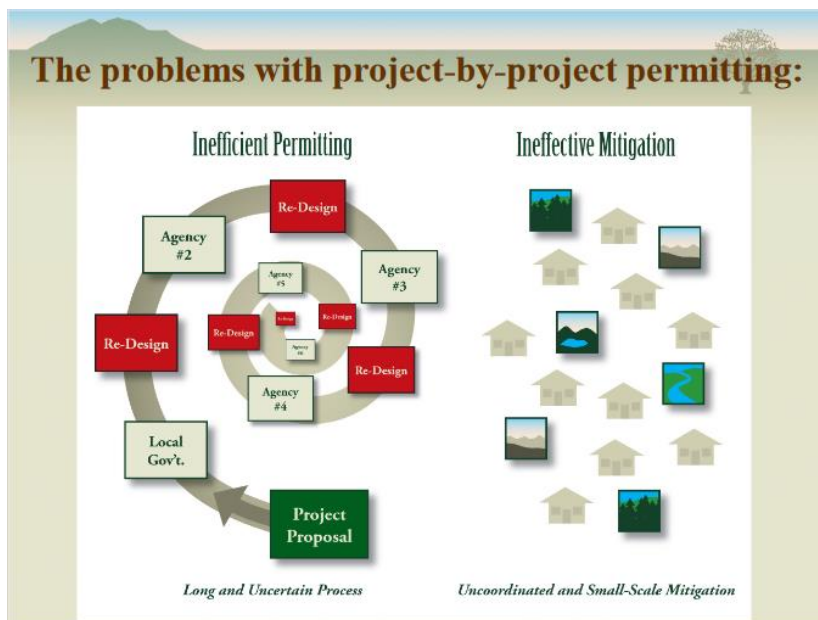 The problems with project-by-project permitting:
Inefficient Permitting
Re-Design
Agency
#2
Agency
#3
Agency
#5
Re-Design
Re-Design
Re-Design
Agency
Re-Design
Agency
#4
Local
Gov't.
Project
Proposal
Long and Uncertain Process
Ineffective Mitigation
Uncoordinated and Small-Scale Mitigation